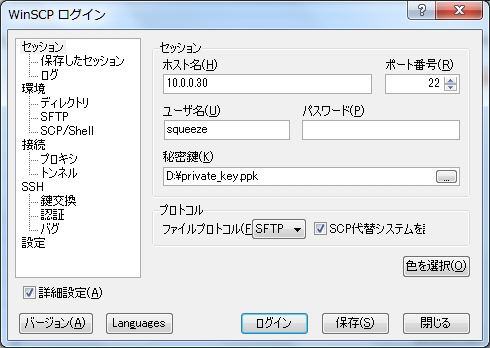 WinSCP ログイン
セッション
保存したセッション
ログ
環境
ディレクトリ
SFTP
SCP/Shell
接続
プロキシ
トンネル
SSH
鍵交換
認証
バグ
設定
セッション
ホスト名(H) ポート番号(R)
10.0.0.30 22
ユーザ名(U) パスワード(P)
squeeze
秘密鍵(K)
D:¥private_key.ppk ...
プロトコル
ファイルプロトコル(F SFTP SCP代替システムを
色を選択(O)
詳細設定(A)
バージョン(A) Languages ログイン 保存(S) 閉じる